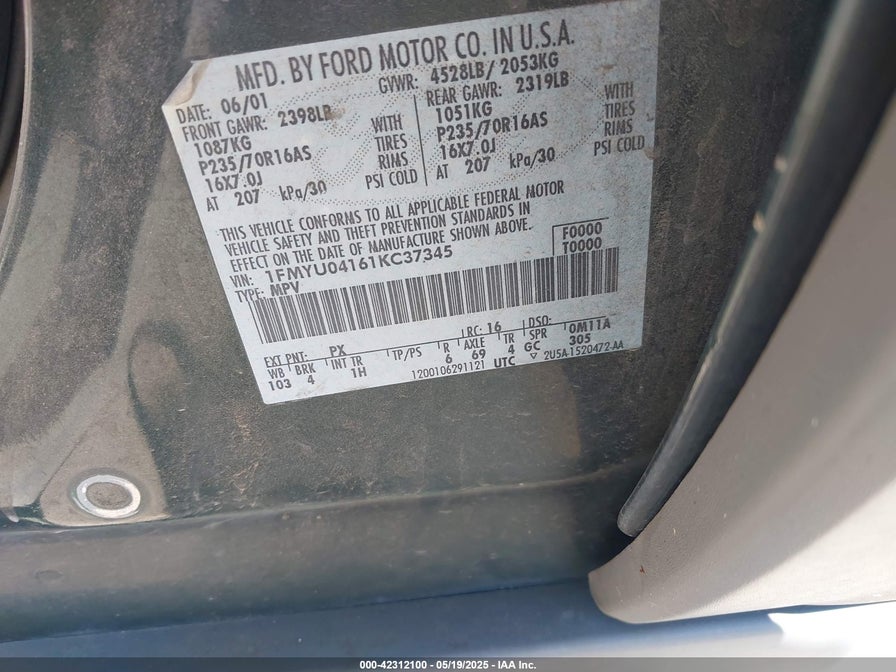 MFD. BY FORD MOTOR CO. IN U.S.A.
DATE: 06/01 GVWR: 4528LB/ 2053KG
FRONT GAWR: 2398LB REAR GAWR: 2319LB
1087KG WITH 1051KG WITH
P235/70R16AS TIRES P235/70R16AS TIRES
16X7.0J RIMS 16X7.0J RIMS
AT 207 kPa/30 PSI COLD AT 207 kPa/30 PSI COLD
THIS VEHICLE CONFORMS TO ALL APPLICABLE FEDERAL MOTOR
VEHICLE SAFETY AND THEFT PREVENTION STANDARDS IN
EFFECT ON THE DATE OF MANUFACTURE SHOWN ABOVE.
F0000
VIN: 1FMYU04161KC37345 T0000
TYPE: MPV
EXT PNT: PX RC: 16 DSO:
WB BRK INT TR TP/PS R AXLE TR SPR 0M11A
103 4 1H 6 69 4 GC 305
1200106291121 UTC ▽ 2U5A-1520472-AA
000-42312100 - 05/19/2025 - IAA Inc.